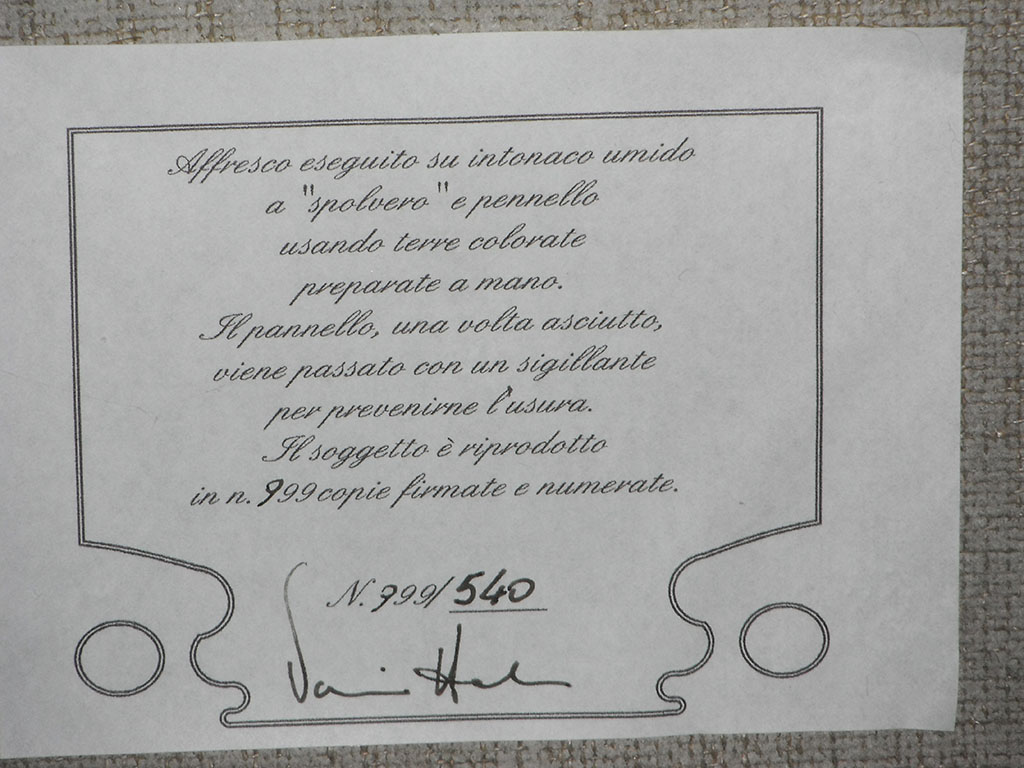 Affresco eseguito su intonaco umido
a "spolvero" e pennello
usando terre colorate
preparate a mano.
Il pannello, una volta asciutto,
viene passato con un sigillante
per prevenirne l'usura.
Il soggetto è riprodotto
in n. 999 copie firmate e numerate.
N. 999/ 540